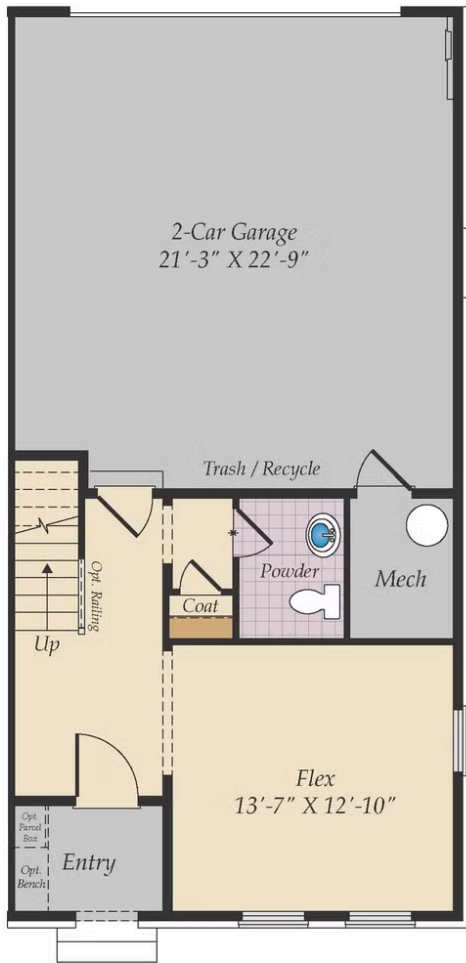 2-Car Garage
21'-3" X 22'-9"
Trash / Recycle
Powder
Mech
Coat
Opt. Railing
Up
Flex
13'-7" X 12'-10"
Opt.
Parcel
Box
Entry
Opt.
Bench